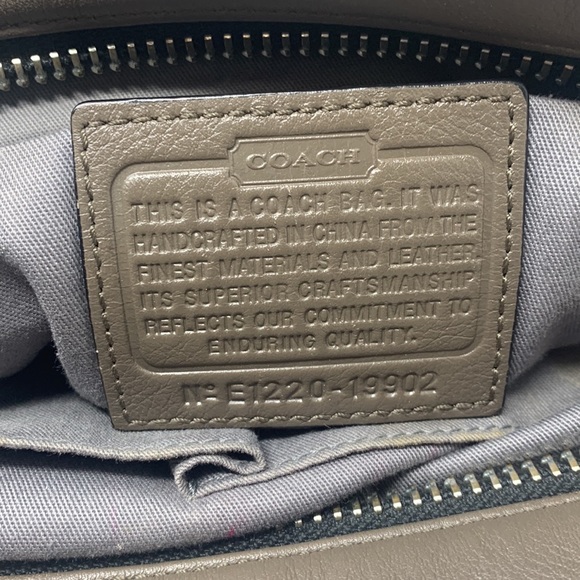 COACH
THIS IS A COACH BAG. IT WAS
HANDCRAFTED IN CHINA FROM THE
FINEST MATERIALS AND LEATHER.
ITS SUPERIOR CRAFTSMANSHIP
REFLECTS OUR COMMITMENT TO
ENDURING QUALITY.
Nº E1220-19902